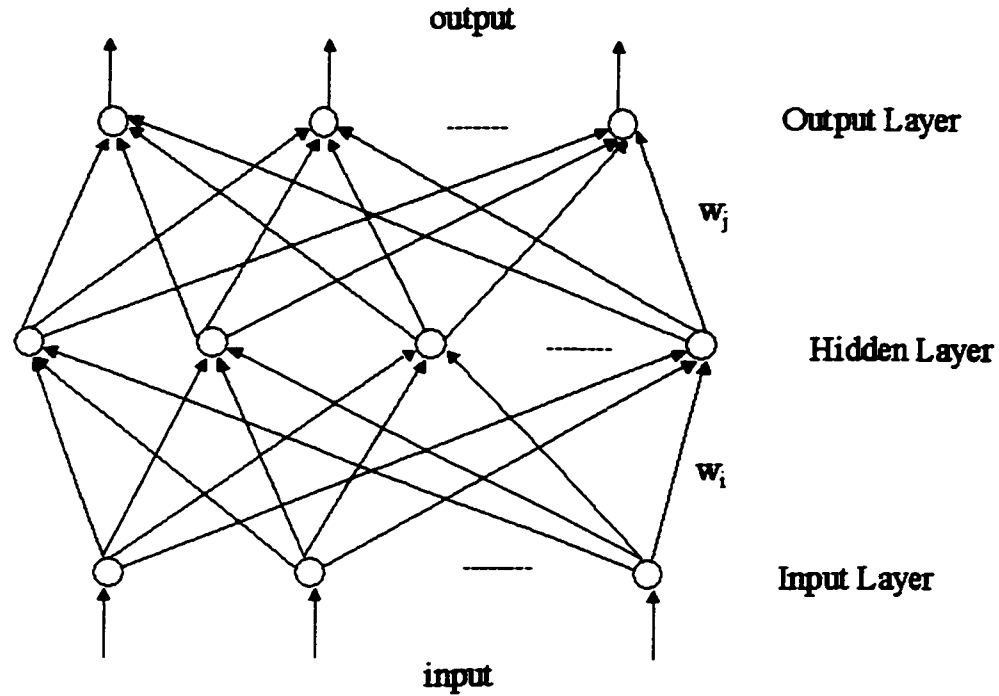 output
Output Layer
wj
Hidden Layer
wi
Input Layer
input